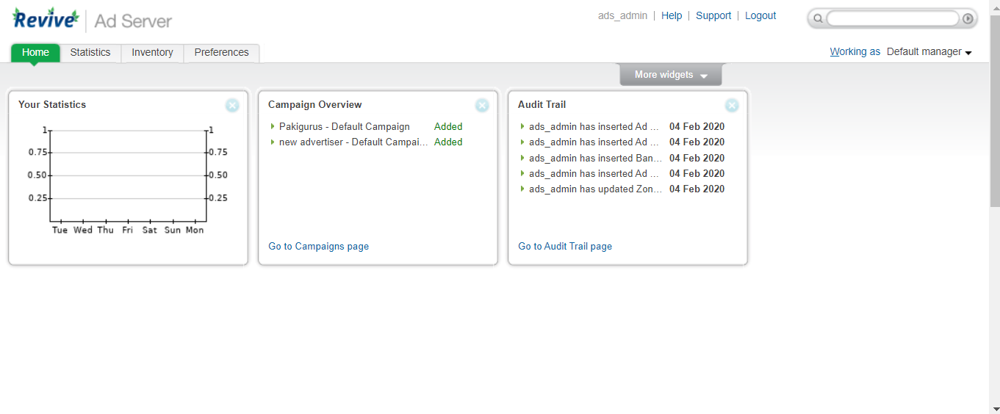 Revive Ad Server
ads_admin Help Support Logout
Home Statistics Inventory Preferences
Working as Default manager
More widgets
Your Statistics
1 1
0.75 0.75
0.50 0.50
0.25 0.25
Tue Wed Thu Fri Sat Sun Mon
Campaign Overview
Pakigurus - Default Campaign Added
new advertiser - Default Campai... Added
Go to Campaigns page
Audit Trail
ads_admin has inserted Ad ... 04 Feb 2020
ads_admin has inserted Ad ... 04 Feb 2020
ads_admin has inserted Ban... 04 Feb 2020
ads_admin has inserted Ad ... 04 Feb 2020
ads_admin has updated Zon... 04 Feb 2020
Go to Audit Trail page